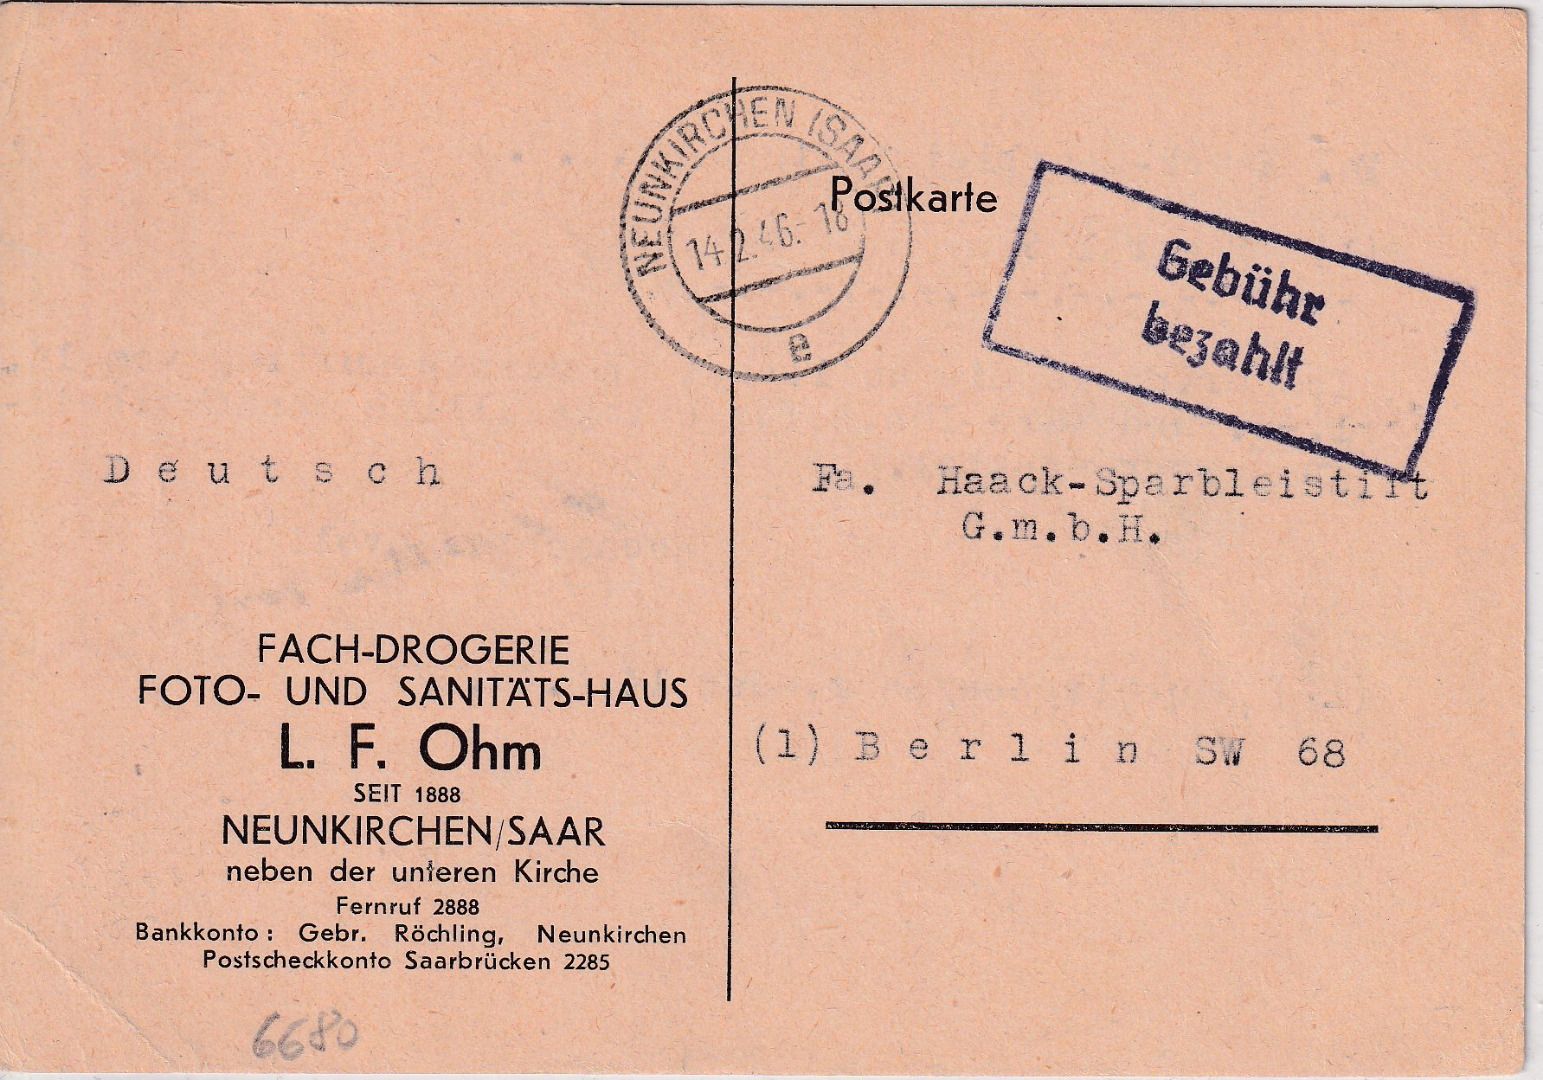 NEUNKIRCHEN (SAAR)
14.2.46.-18
e
Postkarte
Gebühr
bezahlt
Deutsch
Fa. Haack-Sparbleistift
G.m.b.H.
(1) Berlin SW 68
FACH-DROGERIE
FOTO- UND SANITÄTS-HAUS
L. F. Ohm
SEIT 1888
NEUNKIRCHEN/SAAR
neben der unteren Kirche
Fernruf 2888
Bankkonto: Gebr. Röchling, Neunkirchen
Postscheckkonto Saarbrücken 2285
6680